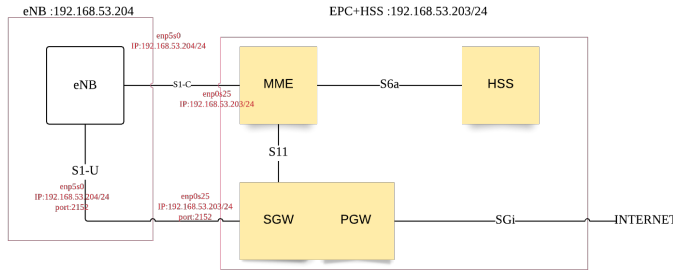 eNB :192.168.53.204
EPC+HSS :192.168.53.203/24
enp5s0
IP:192.168.53.204/24
eNB
S1-C
MME
S6a
HSS
enp0s25
IP:192.168.53.203/24
S11
S1-U
enp5s0
IP:192.168.53.204/24
port:2152
enp0s25
IP:192.168.53.203/24
port:2152
SGW
PGW
SGi
INTERNET